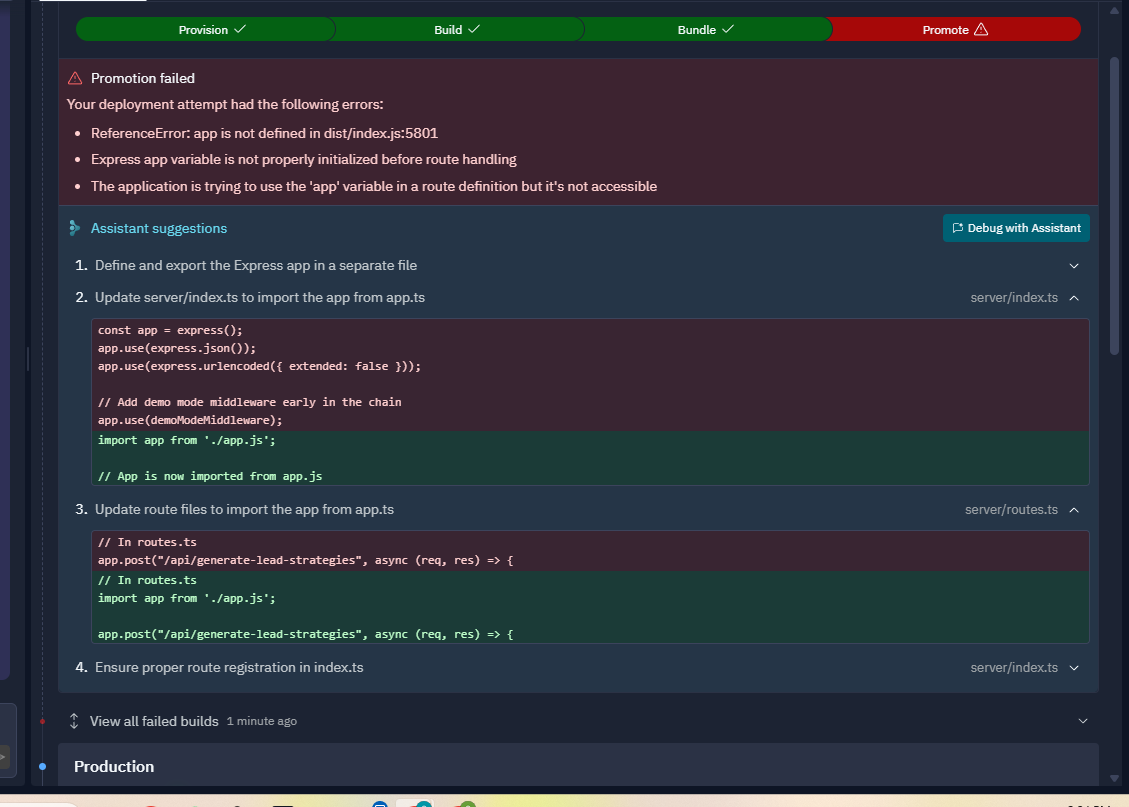 Provision
Build
Bundle
Promote
Promotion failed
Your deployment attempt had the following errors:
• ReferenceError: app is not defined in dist/index.js:5801
• Express app variable is not properly initialized before route handling
• The application is trying to use the 'app' variable in a route definition but it's not accessible
Assistant suggestions
Debug with Assistant
1. Define and export the Express app in a separate file
2. Update server/index.ts to import the app from app.ts
server/index.ts
const app = express();
app.use(express.json());
app.use(express.urlencoded({ extended: false }));
// Add demo mode middleware early in the chain
app.use(demoModeMiddleware);
import app from './app.js';
// App is now imported from app.js
3. Update route files to import the app from app.ts
server/routes.ts
// In routes.ts
app.post("/api/generate-lead-strategies", async (req, res) => {
// In routes.ts
import app from './app.js';
app.post("/api/generate-lead-strategies", async (req, res) => {
4. Ensure proper route registration in index.ts
server/index.ts
View all failed builds 1 minute ago
Production